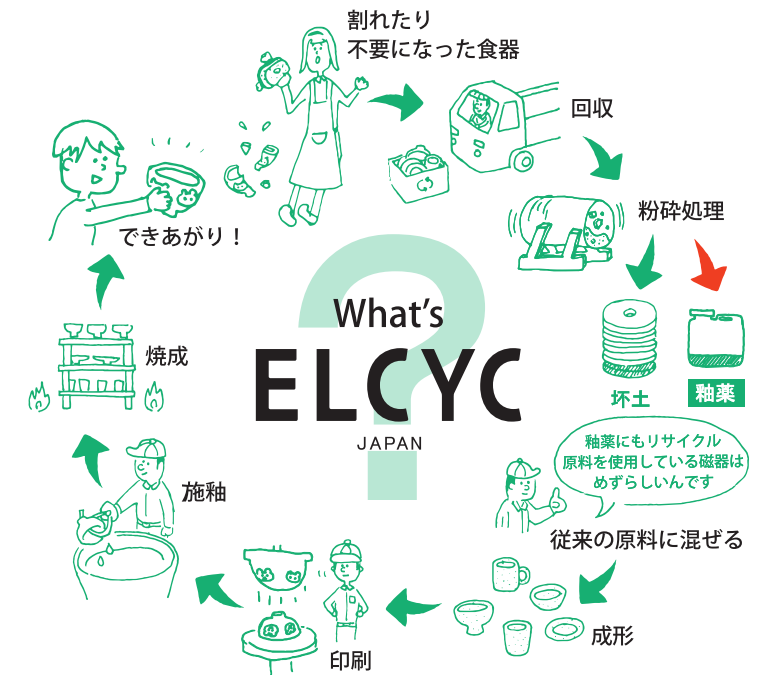 割れたり
不要になった食器
回収
粉砕処理
坏土
釉薬
釉薬にもリサイクル
原料を使用している磁器は
めずらしいんです
従来の原料に混ぜる
成形
印刷
施釉
焼成
できあがり！
?
What's
ELCYC
JAPAN